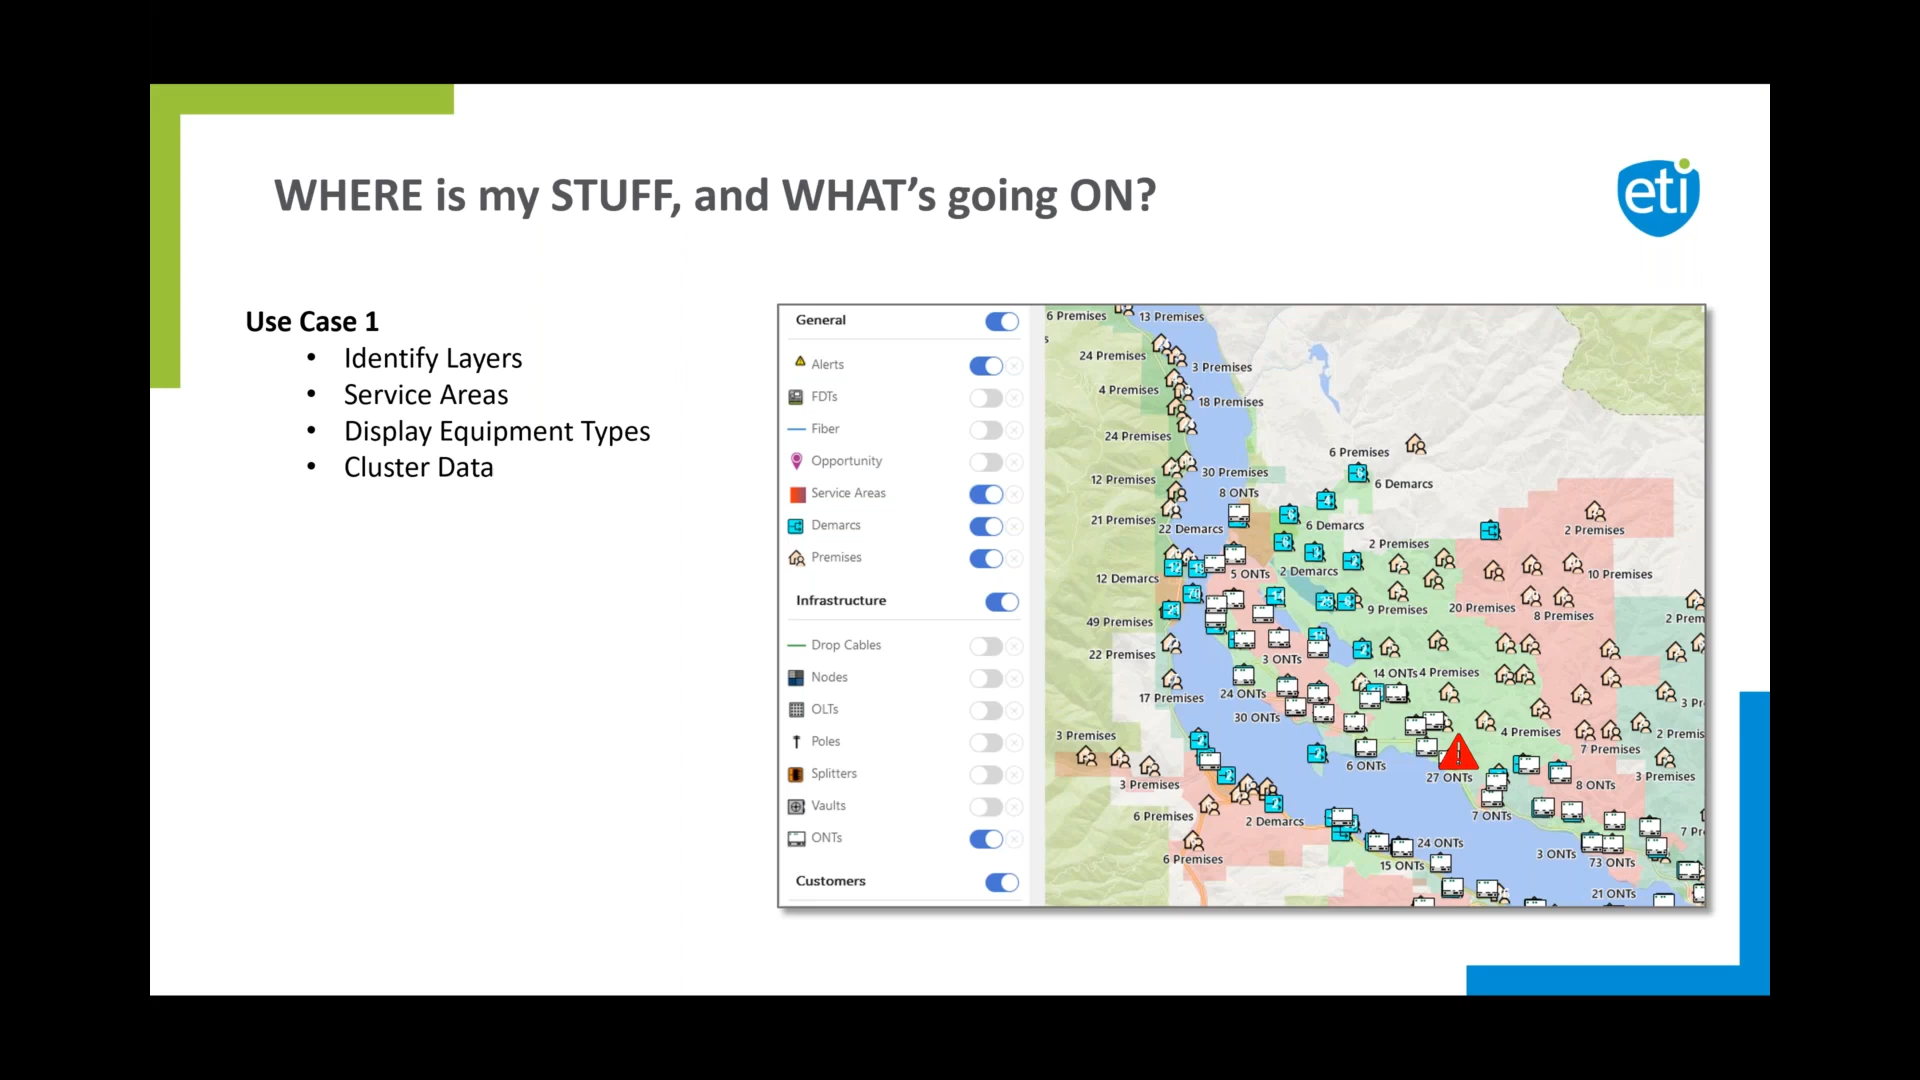 WHERE is my STUFF, and WHAT's going ON?
eti
Use Case 1
• Identify Layers
• Service Areas
• Display Equipment Types
• Cluster Data
General
Alerts
FDTs
Fiber
Opportunity
Service Areas
Demarcs
Premises
Infrastructure
Drop Cables
Nodes
OLTs
Poles
Splitters
Vaults
ONTs
Customers
6 Premises
13 Premises
24 Premises
3 Premises
4 Premises
18 Premises
24 Premises
6 Premises
30 Premises
12 Premises
6 Demarcs
8 ONTs
21 Premises
22 Demarcs
6 Demarcs
2 Premises
2 Premises
12 Demarcs
5 ONTs
2 Demarcs
10 Premises
49 Premises
9 Premises
20 Premises
8 Premises
2 Prem
22 Premises
3 ONTs
14 ONTs
4 Premises
17 Premises
24 ONTs
3 Pr
30 ONTs
3 Premises
4 Premises
2 Premis
7 Premises
6 ONTs
27 ONTs
3 Premises
3 Premises
8 ONTs
6 Premises
2 Demarcs
7 ONTs
7 Pr
6 Premises
24 ONTs
15 ONTs
3 ONTs
73 ONTs
21 ONTs